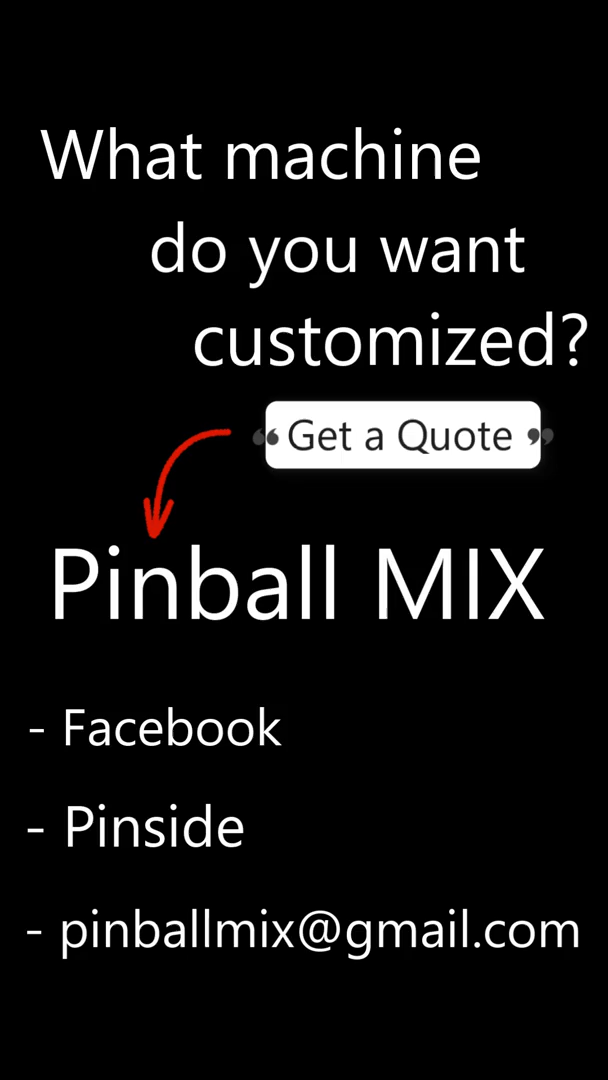 What machine
do you want
customized?
❝ Get a Quote ❞
Pinball MIX
- Facebook
- Pinside
- pinballmix@gmail.com